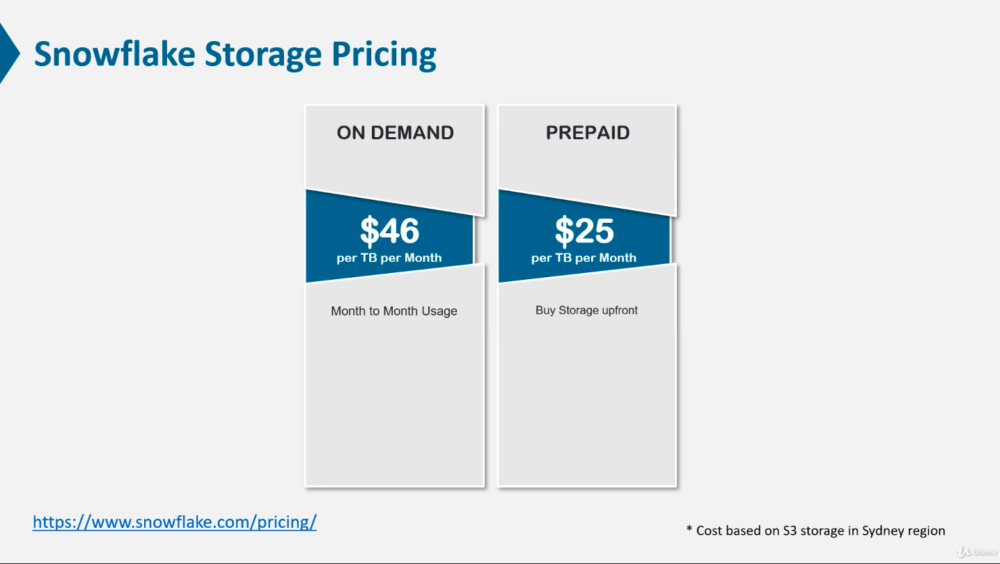 Snowflake Storage Pricing
ON DEMAND
$46
per TB per Month
Month to Month Usage
PREPAID
$25
per TB per Month
Buy Storage upfront
https://www.snowflake.com/pricing/
* Cost based on S3 storage in Sydney region
Udemy